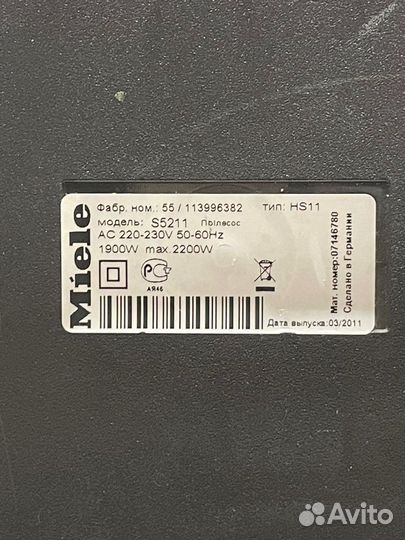 Miele
Фабр. ном.: 55 / 113996382 тип: HS11
модель: S5211 Пылесос
AC 220-230V 50-60Hz
1900W max.2200W
АЯ46
Дата выпуска:03/2011
Мат. номер:07146780
Сделано в Германии
Avito